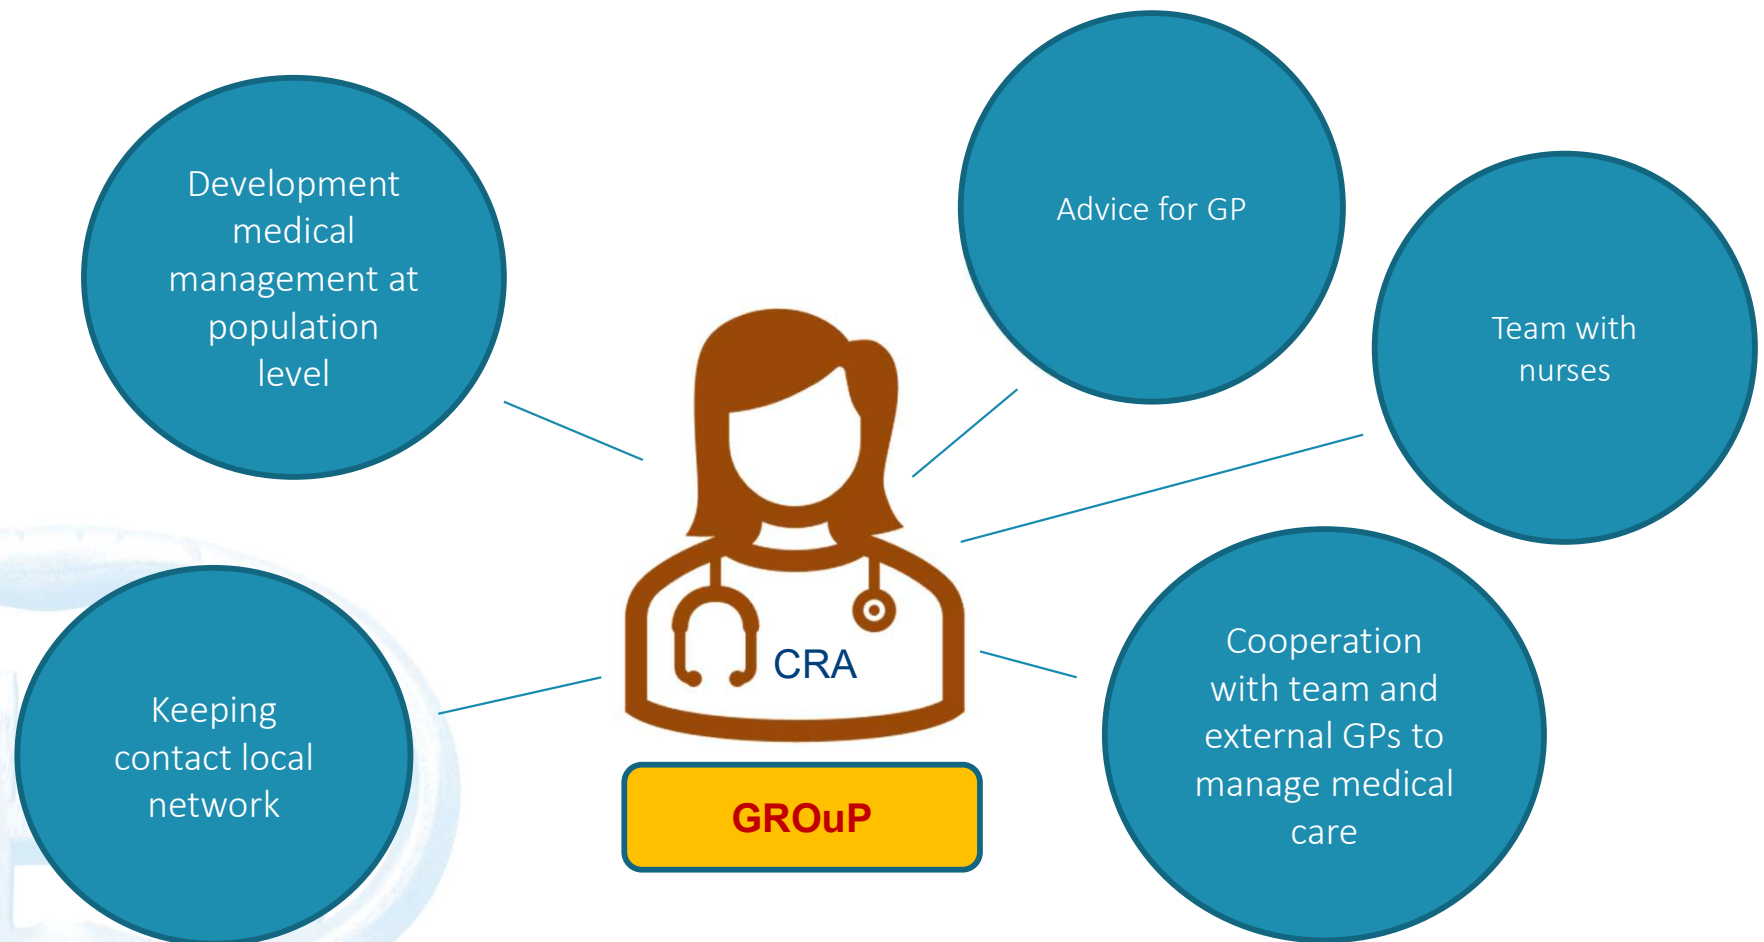 Development
medical
management at
population
level
Advice for GP
Team with
nurses
CRA
Keeping
contact local
network
Cooperation
with team and
external GPs to
manage medical
care
GROuP